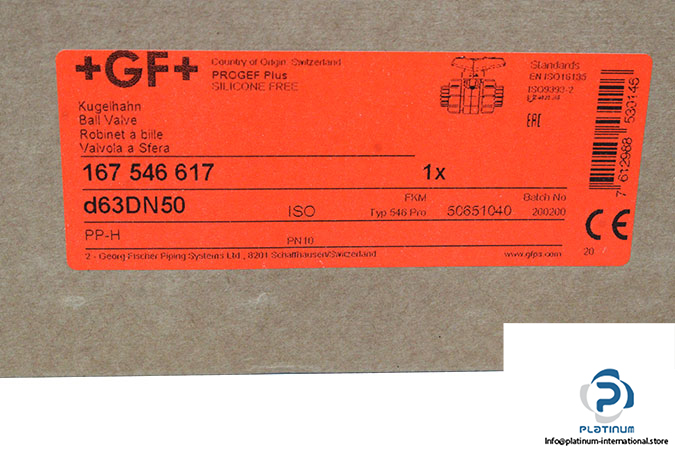 +GF+
Country of Origin: Switzerland
PROGEF Plus
SILICONE FREE
Standards
EN ISO16135
ISO9393-2
EAC
Kugelhahn
Ball Valve
Robinet à bille
Valvola a Sfera
167 546 617 1x
d63DN50 ISO FKM Typ 546 Pro 50651040 Batch No 200200
PP-H PN10
2 - Georg Fischer Piping Systems Ltd., 8201 Schaffhausen/Switzerland www.gfps.com
7 612988 530145
CE
20
PLATINUM
Info@platinum-international.store